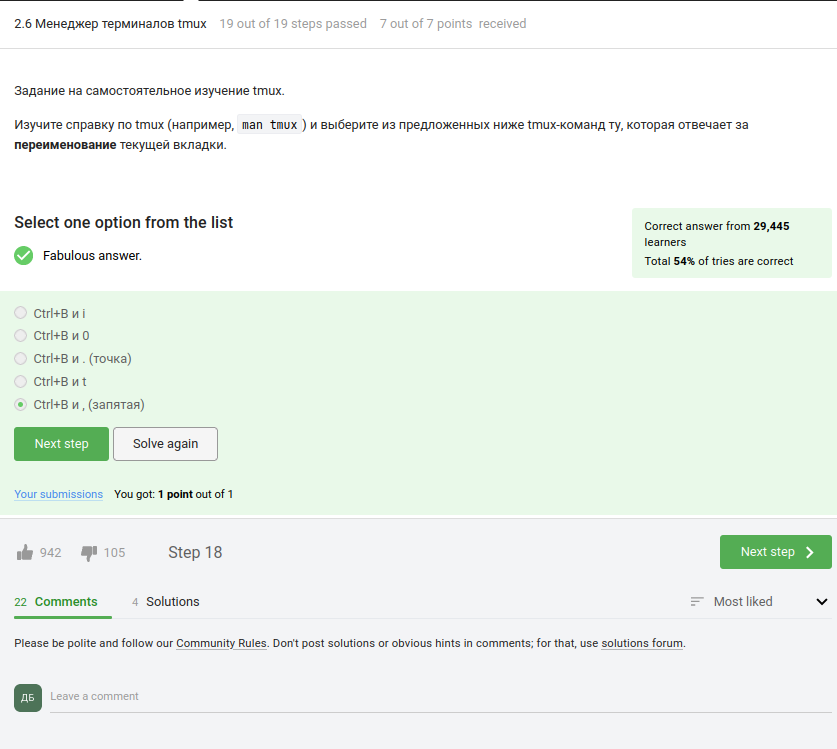 2.6 Менеджер терминалов tmux 19 out of 19 steps passed 7 out of 7 points received
Задание на самостоятельное изучение tmux.
Изучите справку по tmux (например, man tmux ) и выберите из предложенных ниже tmux-команд ту, которая отвечает за
переименование текущей вкладки.
Select one option from the list
Fabulous answer.
Correct answer from 29,445
learners
Total 54% of tries are correct
Ctrl+B и i
Ctrl+B и 0
Ctrl+B и . (точка)
Ctrl+B и t
Ctrl+B и , (запятая)
Next step Solve again
Your submissions You got: 1 point out of 1
942 105 Step 18 Next step
22 Comments 4 Solutions Most liked
Please be polite and follow our Community Rules. Don't post solutions or obvious hints in comments; for that, use solutions forum.
ДБ Leave a comment